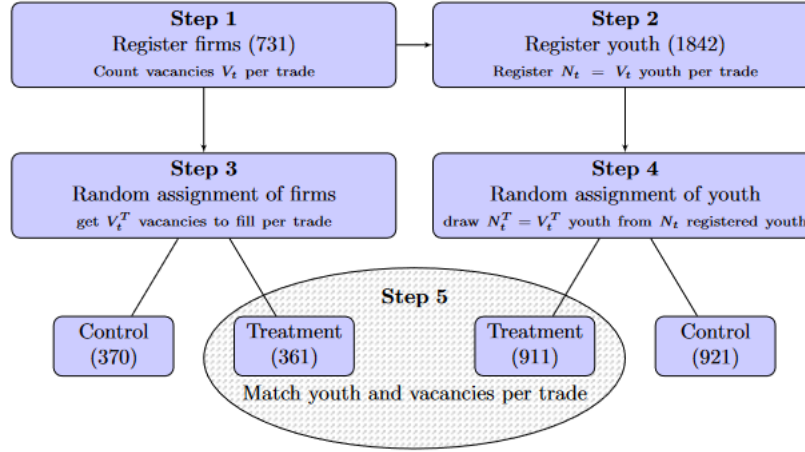 Step 1
Register firms (731)
Count vacancies V_t per trade
Step 2
Register youth (1842)
Register N_t = V_t youth per trade
Step 3
Random assignment of firms
get V_t^T vacancies to fill per trade
Step 4
Random assignment of youth
draw N_t^T = V_t^T youth from N_t registered youth
Step 5
Control
(370)
Treatment
(361)
Treatment
(911)
Control
(921)
Match youth and vacancies per trade